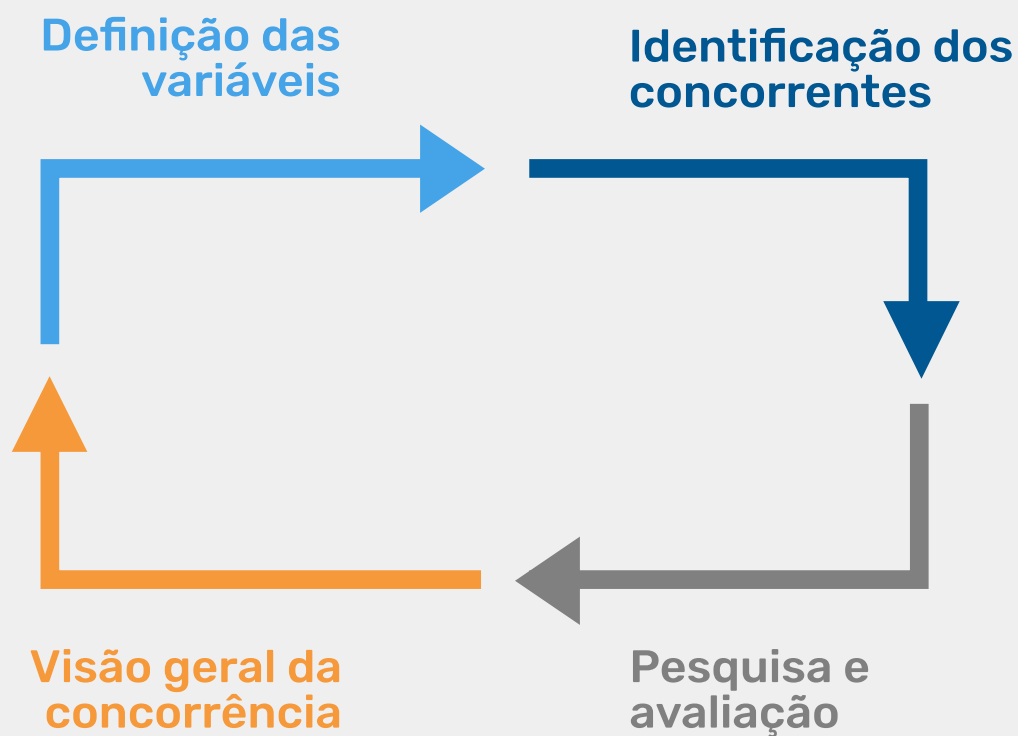 Definição das
variáveis
Identificação dos
concorrentes
Visão geral da
concorrência
Pesquisa e
avaliação